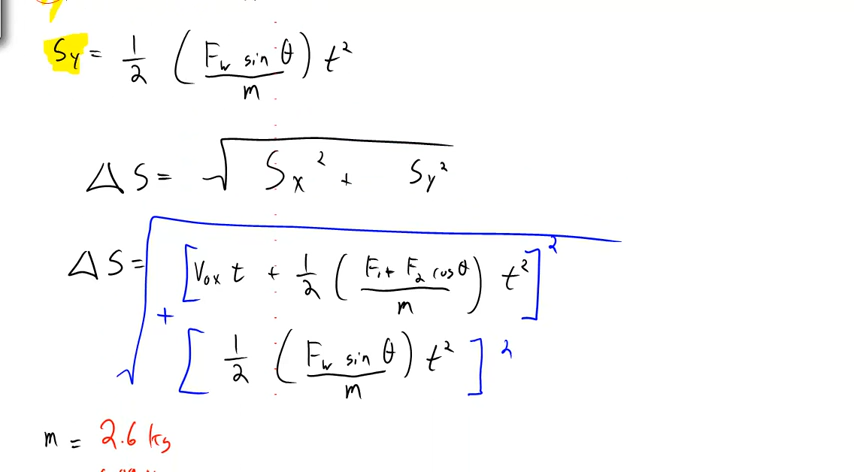 Sy = 1/2 (Fw sin θ / m) t²
ΔS = √ Sx² + Sy²
ΔS = √ [Vox t + 1/2 (F1 + F2 cos θ / m) t²]²
+ [1/2 (Fw sin θ / m) t²]²
m = 2.6 kg